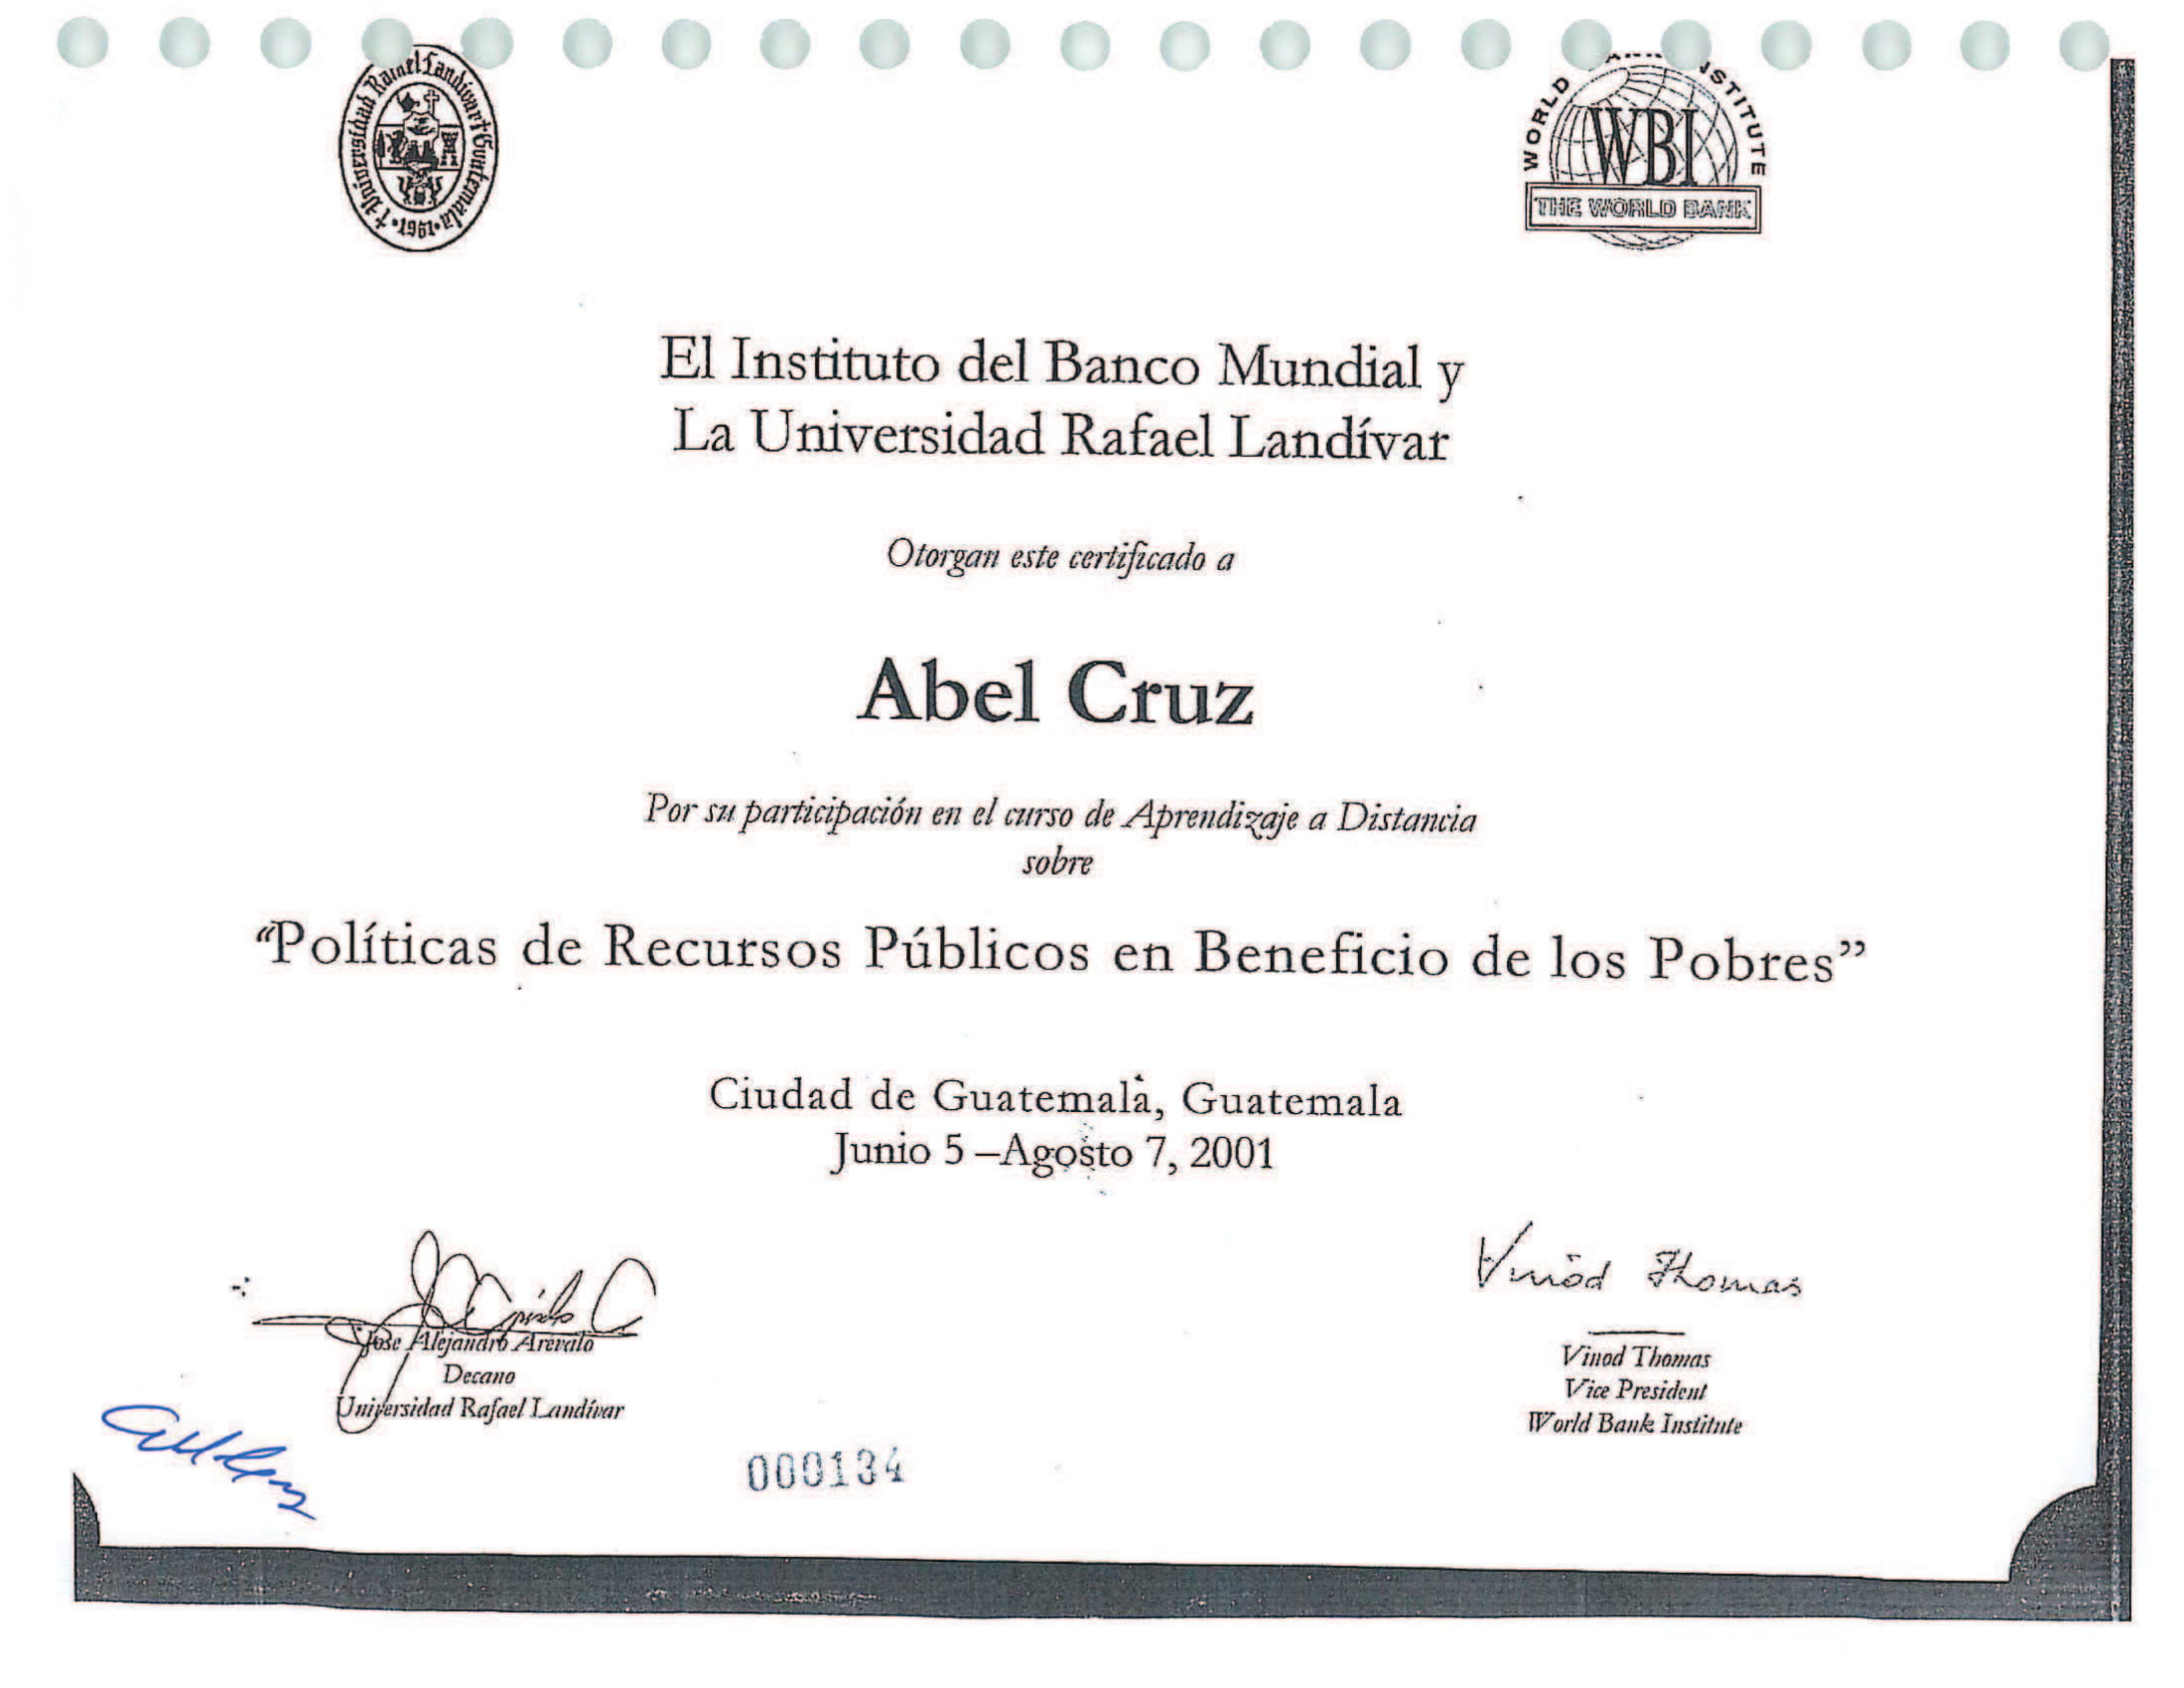 Universidad Rafael Landívar Guatemala
1961
WORLD BANK INSTITUTE
WBI
THE WORLD BANK
El Instituto del Banco Mundial y
La Universidad Rafael Landívar
Otorgan este certificado a
Abel Cruz
Por su participación en el curso de Aprendizaje a Distancia
sobre
“Políticas de Recursos Públicos en Beneficio de los Pobres”
Ciudad de Guatemala, Guatemala
Junio 5 –Agosto 7, 2001
Vinod Thomas
Jose Alejandro Arevalo
Decano
Universidad Rafael Landívar
Vinod Thomas
Vice President
World Bank Institute
000134